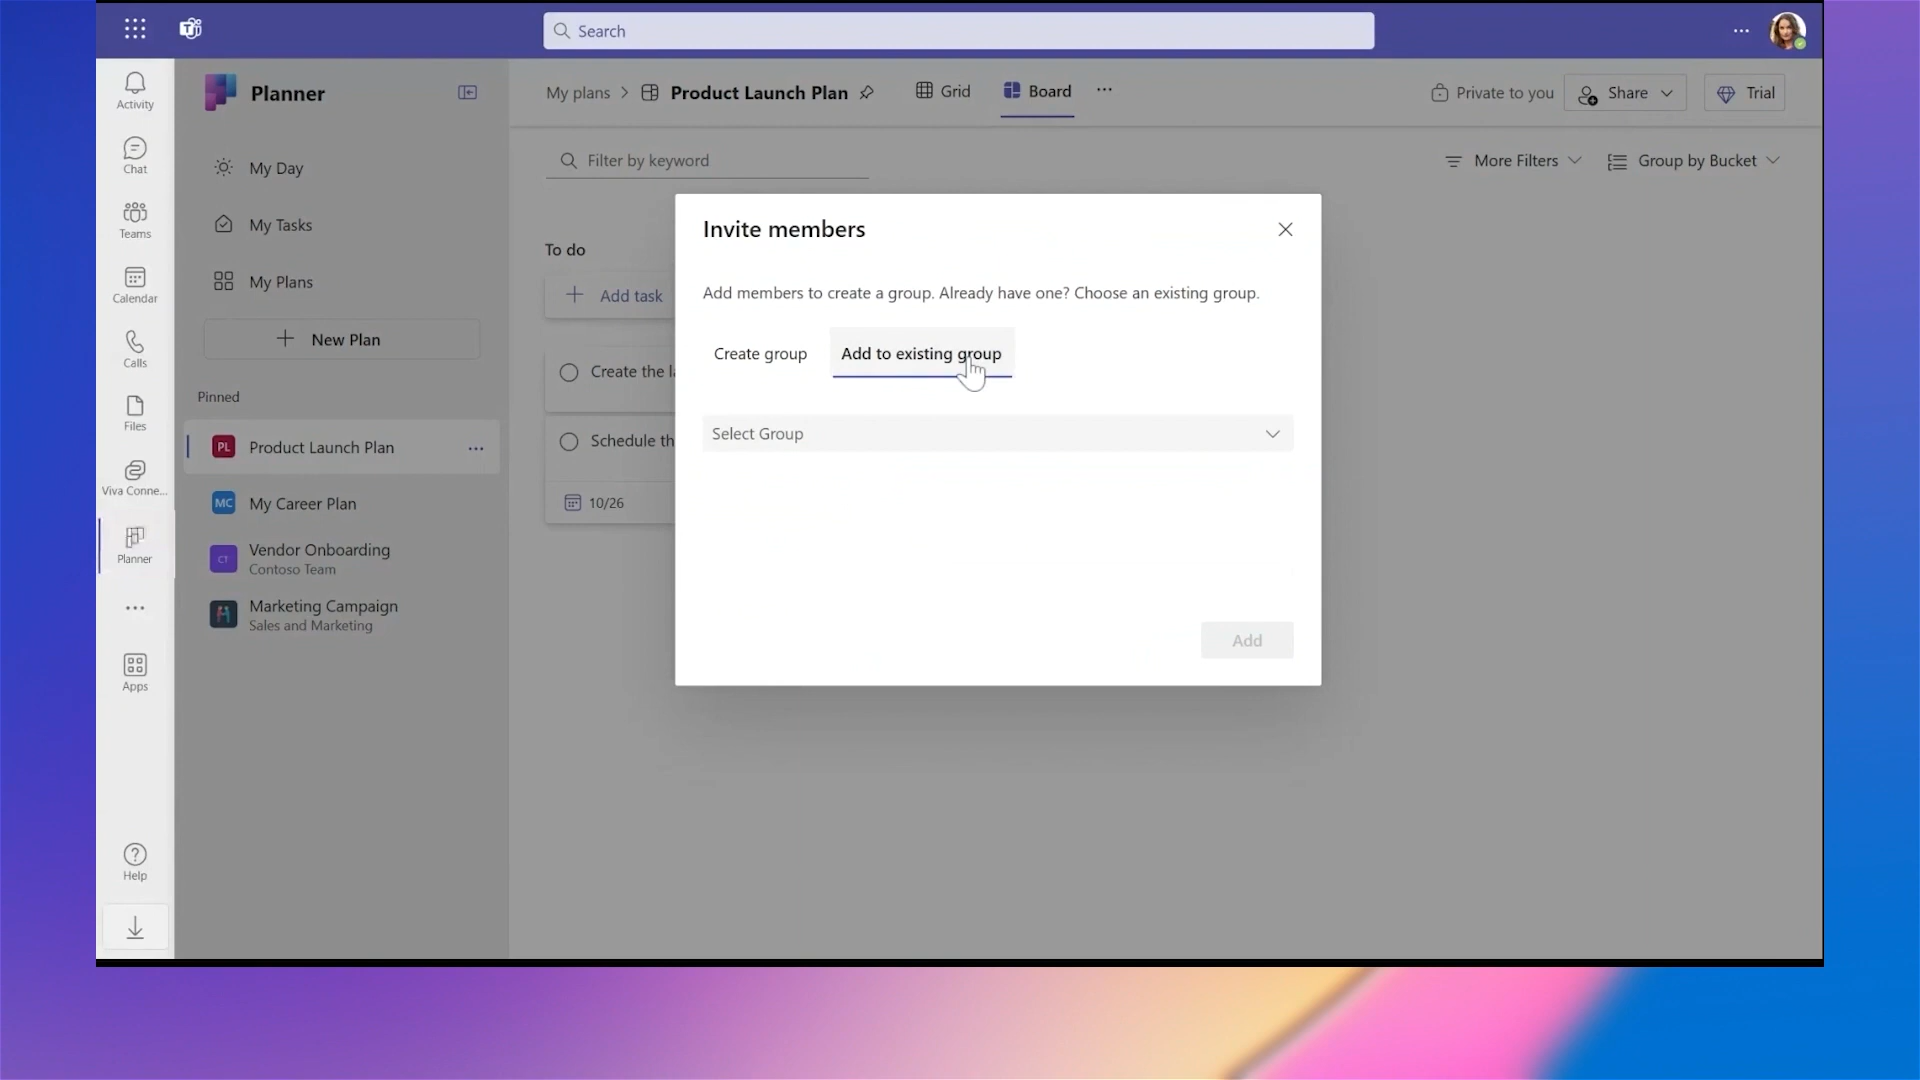 Search
Activity
Chat
Teams
Calendar
Calls
Files
Viva Conne...
Planner
Apps
Help
Planner
My Day
My Tasks
My Plans
New Plan
Pinned
PL Product Launch Plan
MC My Career Plan
CT Vendor Onboarding
Contoso Team
Marketing Campaign
Sales and Marketing
My plans > Product Launch Plan
Grid
Board
Private to you
Share
Trial
Filter by keyword
More Filters
Group by Bucket
To do
Add task
Create the
Schedule
10/26
Invite members
Add members to create a group. Already have one? Choose an existing group.
Create group
Add to existing group
Select Group
Add